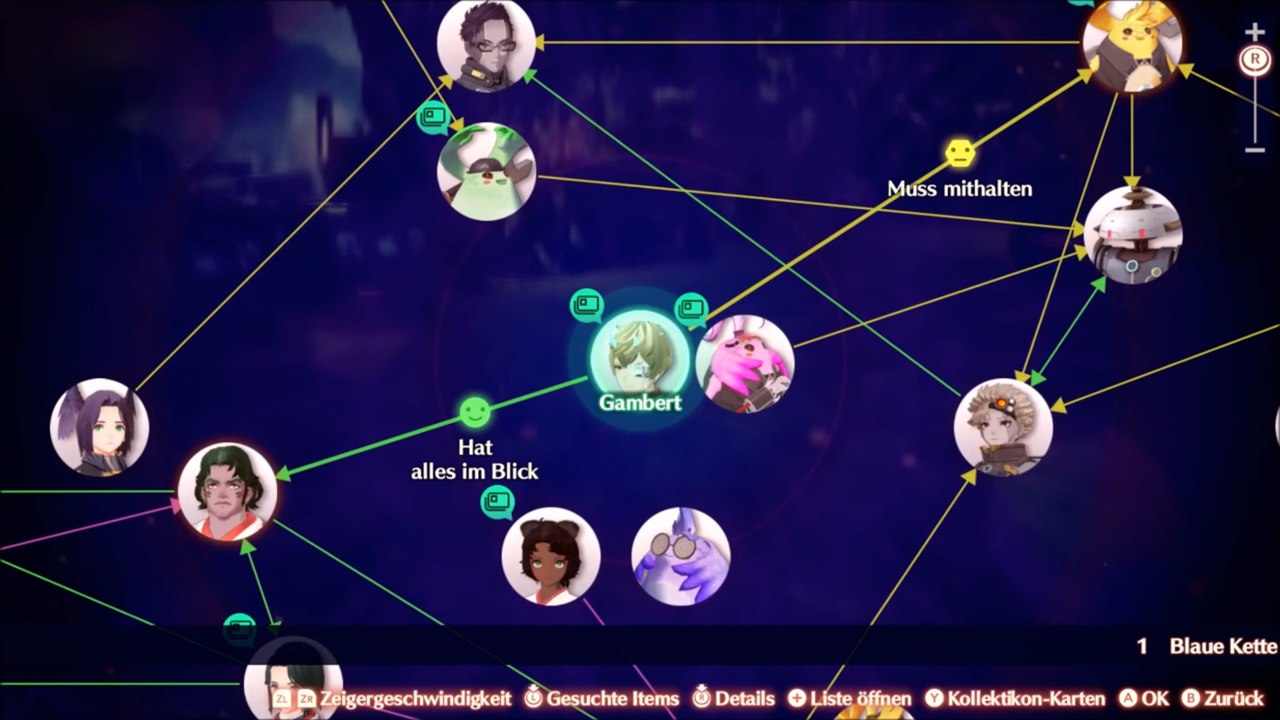 R
Muss mithalten
Gambert
Hat
alles im Blick
1 Blaue Kette
ZL ZR Zeigergeschwindigkeit L Gesuchte Items R Details + Liste öffnen Y Kollektikon-Karten A OK B Zurück